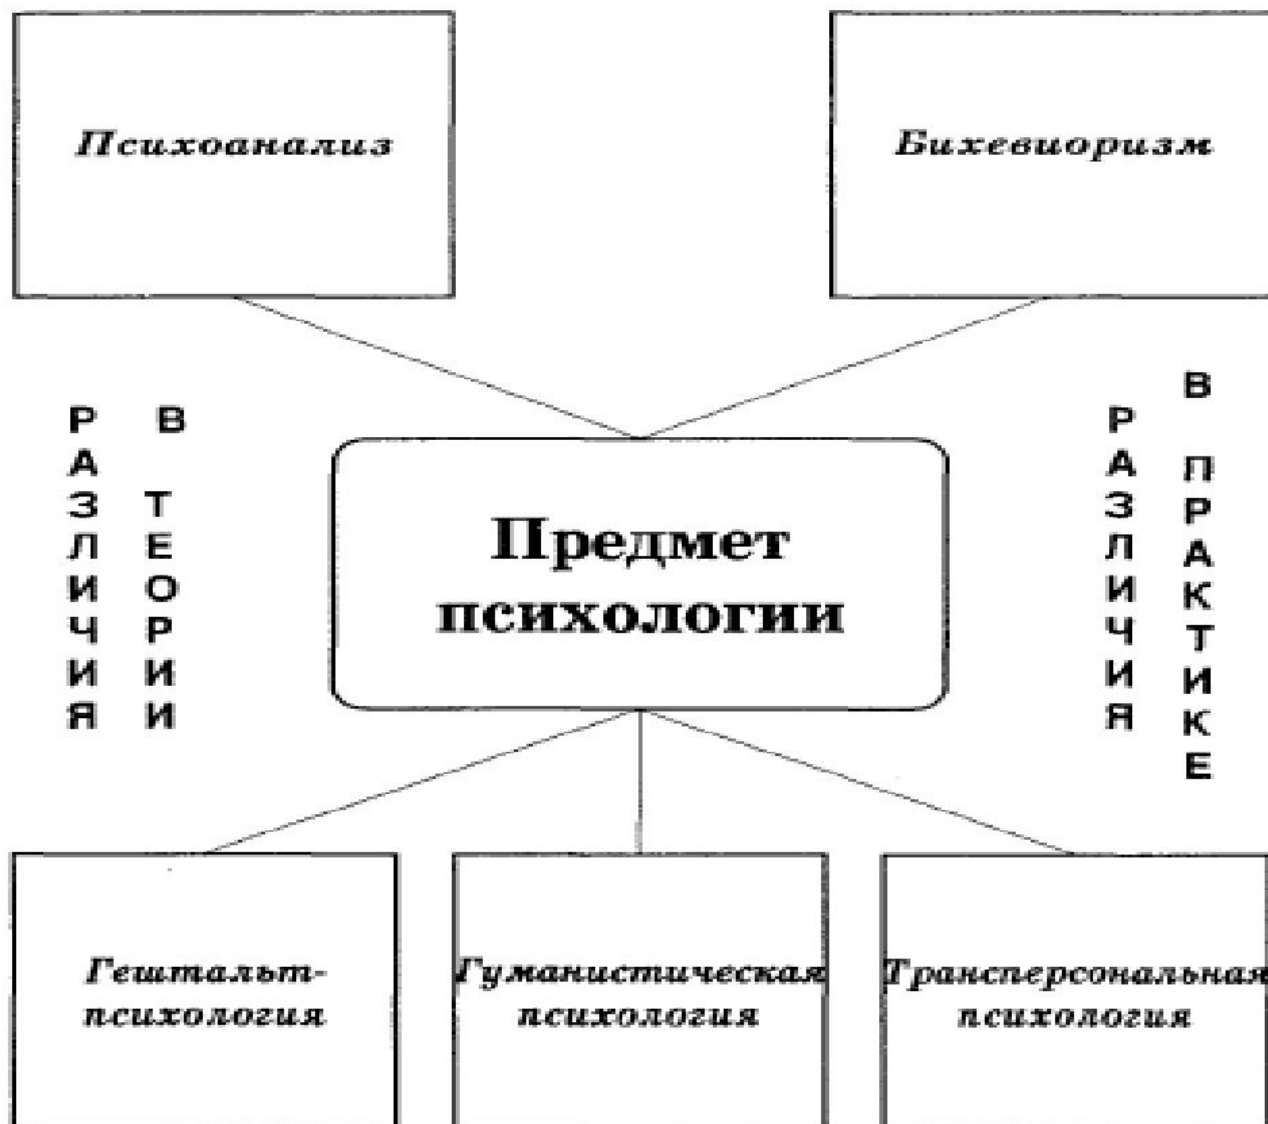 Психоанализ
Бихевиоризм
РАЗЛИЧИЯ
В ТЕОРИИ
Предмет
психологии
РАЗЛИЧИЯ
В ПРАКТИКЕ
Гештальт-
психология
Гуманистическая
психология
Трансперсональная
психология